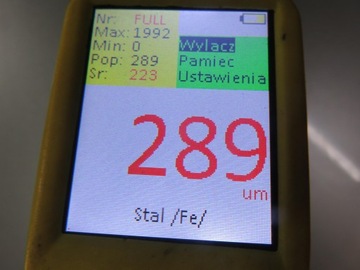 Nr: FULL
Max: 1992
Min: 0
Pop: 289
Sr: 223
Wylacz
Pamiec
Ustawienia
289
um
Stal /Fe/